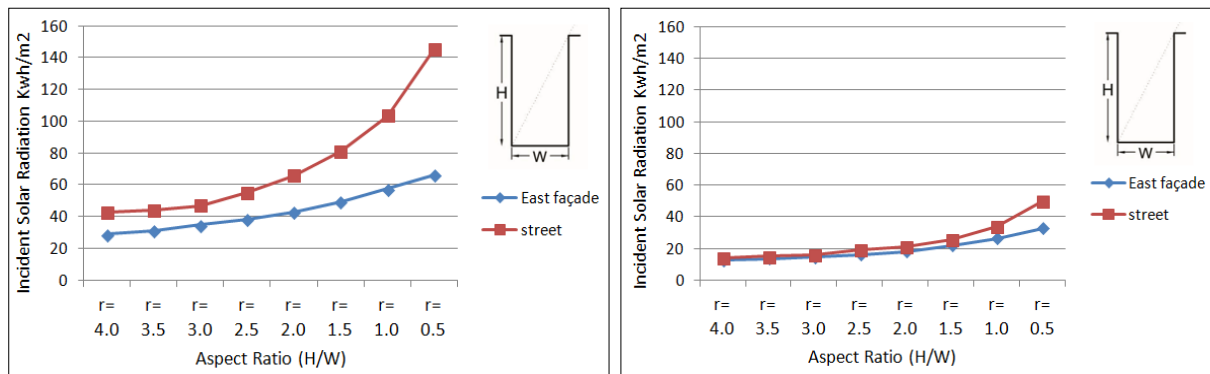 Incident Solar Radiation Kwh/m2
160
140
120
100
80
60
40
20
0
r= r= r= r= r= r= r= r=
4.0 3.5 3.0 2.5 2.0 1.5 1.0 0.5
Aspect Ratio (H/W)
H
W
East façade
street
Incident Solar Radiation Kwh/m2
160
140
120
100
80
60
40
20
0
r= r= r= r= r= r= r= r=
4.0 3.5 3.0 2.5 2.0 1.5 1.0 0.5
Aspect Ratio (H/W)
H
W
East façade
street